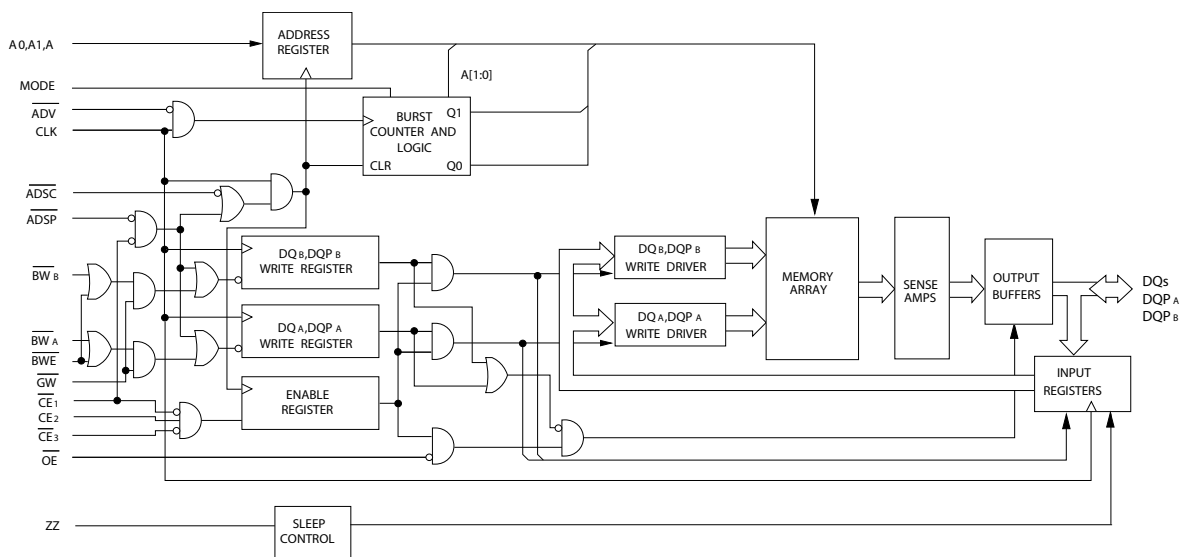 A0,A1,A
ADDRESS
REGISTER
MODE
A[1:0]
ADV
CLK
BURST
COUNTER AND
LOGIC
Q1
CLR
Q0
ADSC
ADSP
BWB
DQB,DQPB
WRITE REGISTER
DQB,DQPB
WRITE DRIVER
MEMORY
ARRAY
SENSE
AMPS
OUTPUT
BUFFERS
DQs
DQPA
DQPB
BWA
BWE
GW
DQA,DQPA
WRITE REGISTER
DQA,DQPA
WRITE DRIVER
CE1
CE2
CE3
ENABLE
REGISTER
INPUT
REGISTERS
OE
ZZ
SLEEP
CONTROL